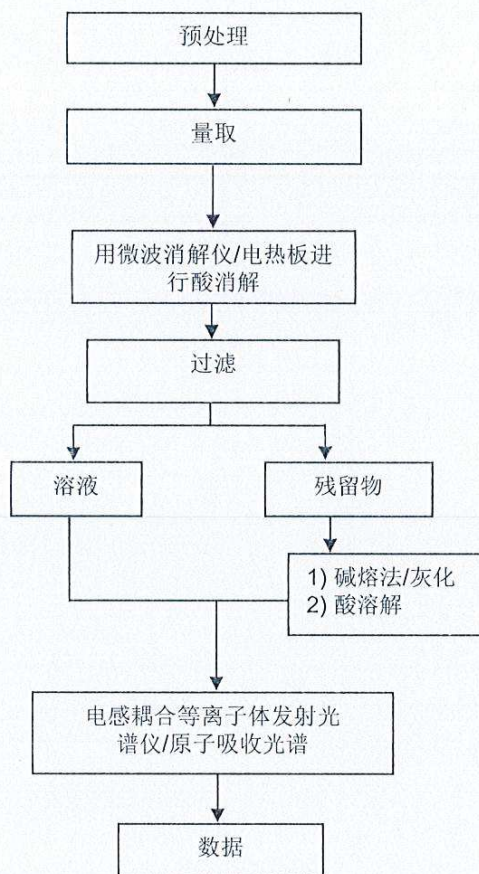 预处理
量取
用微波消解仪/电热板进
行酸消解
过滤
溶液
残留物
1) 碱熔法/灰化
2) 酸溶解
电感耦合等离子体发射光
谱仪/原子吸收光谱
数据